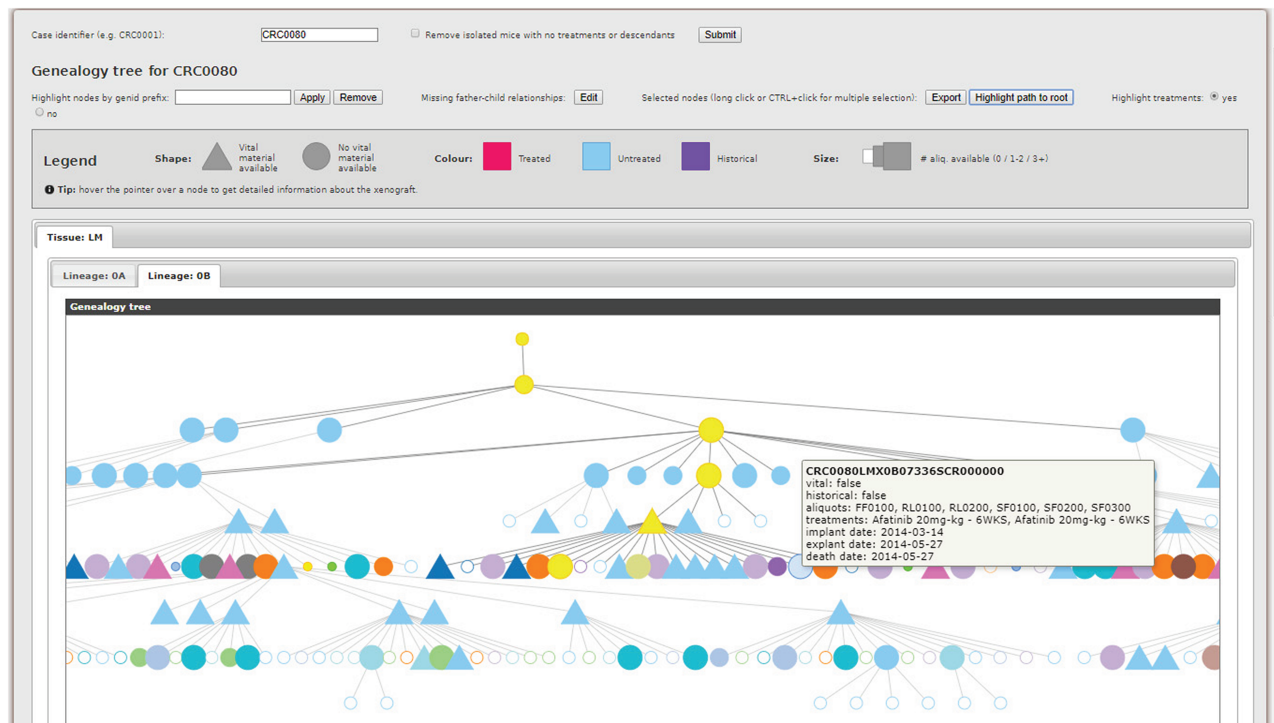 Case identifier (e.g. CRC0001): CRC0080 Remove isolated mice with no treatments or descendants Submit
Genealogy tree for CRC0080
Highlight nodes by genid prefix: Apply Remove Missing father-child relationships: Edit Selected nodes (long click or CTRL+click for multiple selection): Export Highlight path to root Highlight treatments: yes
no
Legend Shape: Vital material available No vital material available Colour: Treated Untreated Historical Size: # aliq. available (0 / 1-2 / 3+)
Tip: hover the pointer over a node to get detailed information about the xenograft.
Tissue: LM
Lineage: 0A Lineage: 0B
Genealogy tree
CRC0080LMX0B07336SCR000000
vital: false
historical: false
aliquots: FF0100, RL0100, RL0200, SF0100, SF0200, SF0300
treatments: Afatinib 20mg-kg - 6WKS, Afatinib 20mg-kg - 6WKS
implant date: 2014-03-14
explant date: 2014-05-27
death date: 2014-05-27